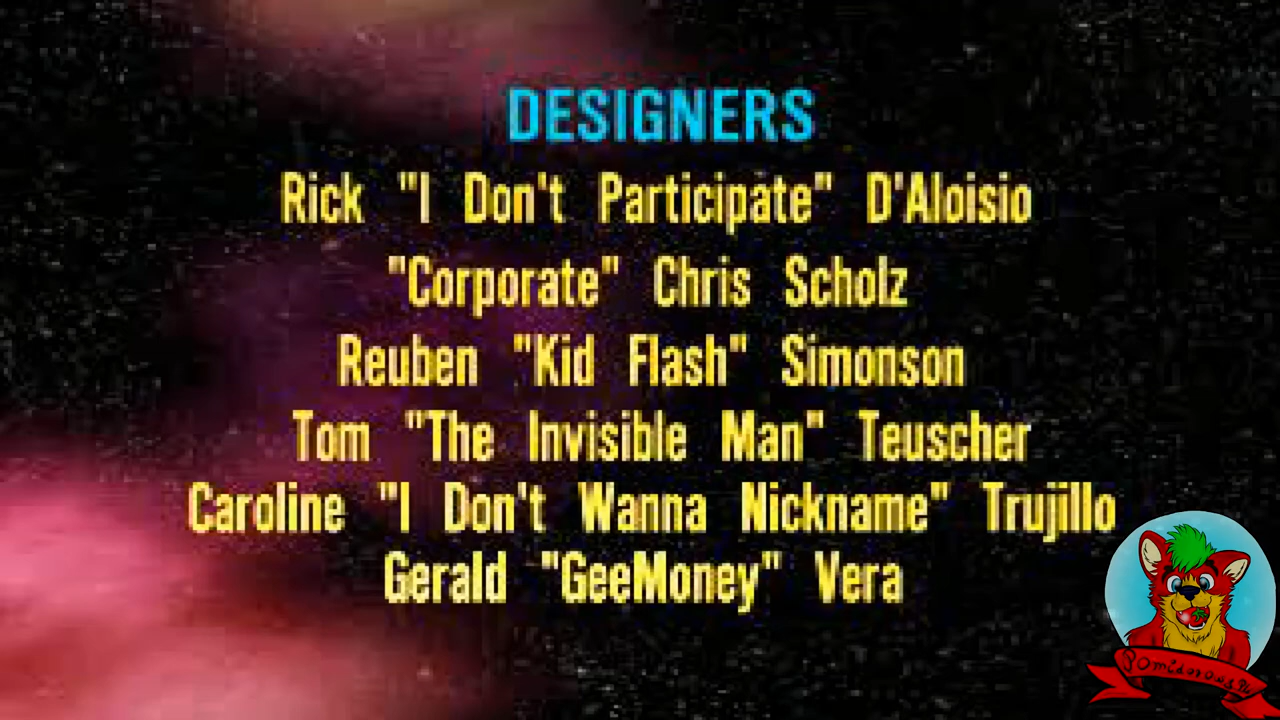 DESIGNERS
Rick "I Don't Participate" D'Aloisio
"Corporate" Chris Scholz
Reuben "Kid Flash" Simonson
Tom "The Invisible Man" Teuscher
Caroline "I Don't Wanna Nickname" Trujillo
Gerald "GeeMoney" Vera